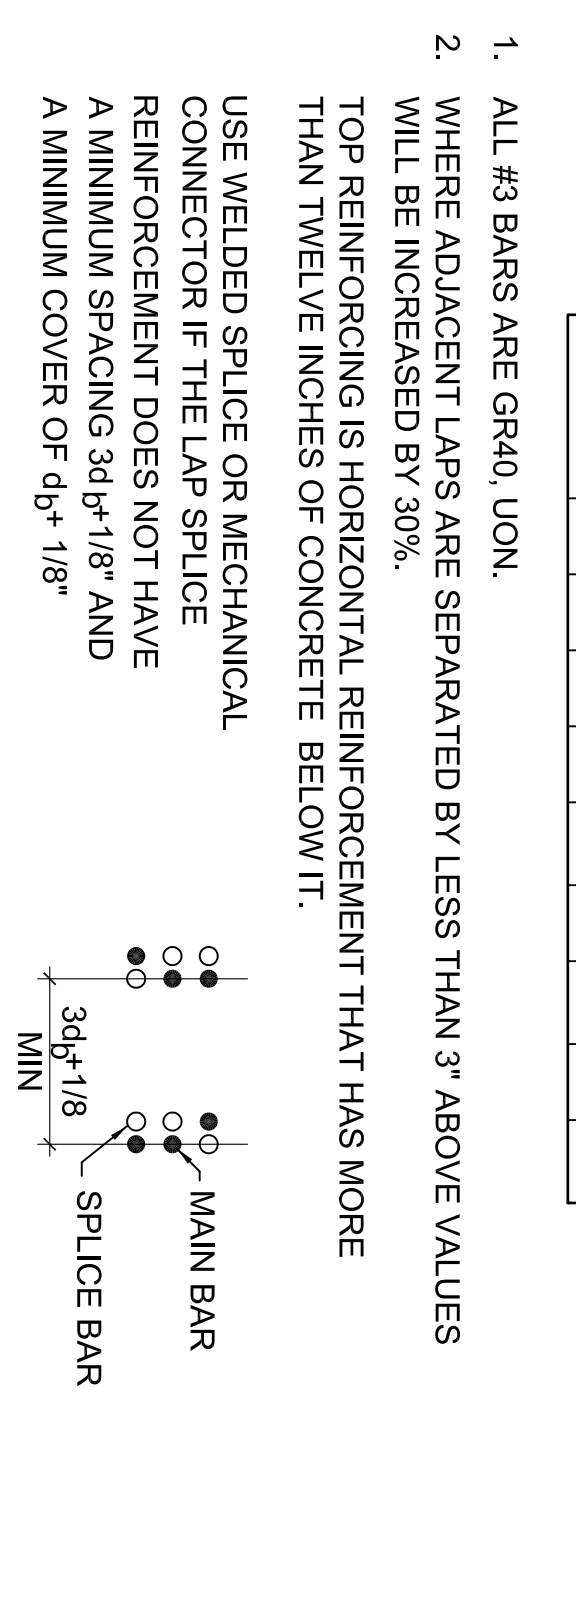 1. ALL #3 BARS ARE GR40, UON.
2. WHERE ADJACENT LAPS ARE SEPARATED BY LESS THAN 3" ABOVE VALUES
WILL BE INCREASED BY 30%.
TOP REINFORCING IS HORIZONTAL REINFORCEMENT THAT HAS MORE
THAN TWELVE INCHES OF CONCRETE BELOW IT.
USE WELDED SPLICE OR MECHANICAL
CONNECTOR IF THE LAP SPLICE
REINFORCEMENT DOES NOT HAVE
A MINIMUM SPACING 3db+1/8" AND
A MINIMUM COVER OF db+ 1/8"
MAIN BAR
SPLICE BAR
3db+1/8
MIN